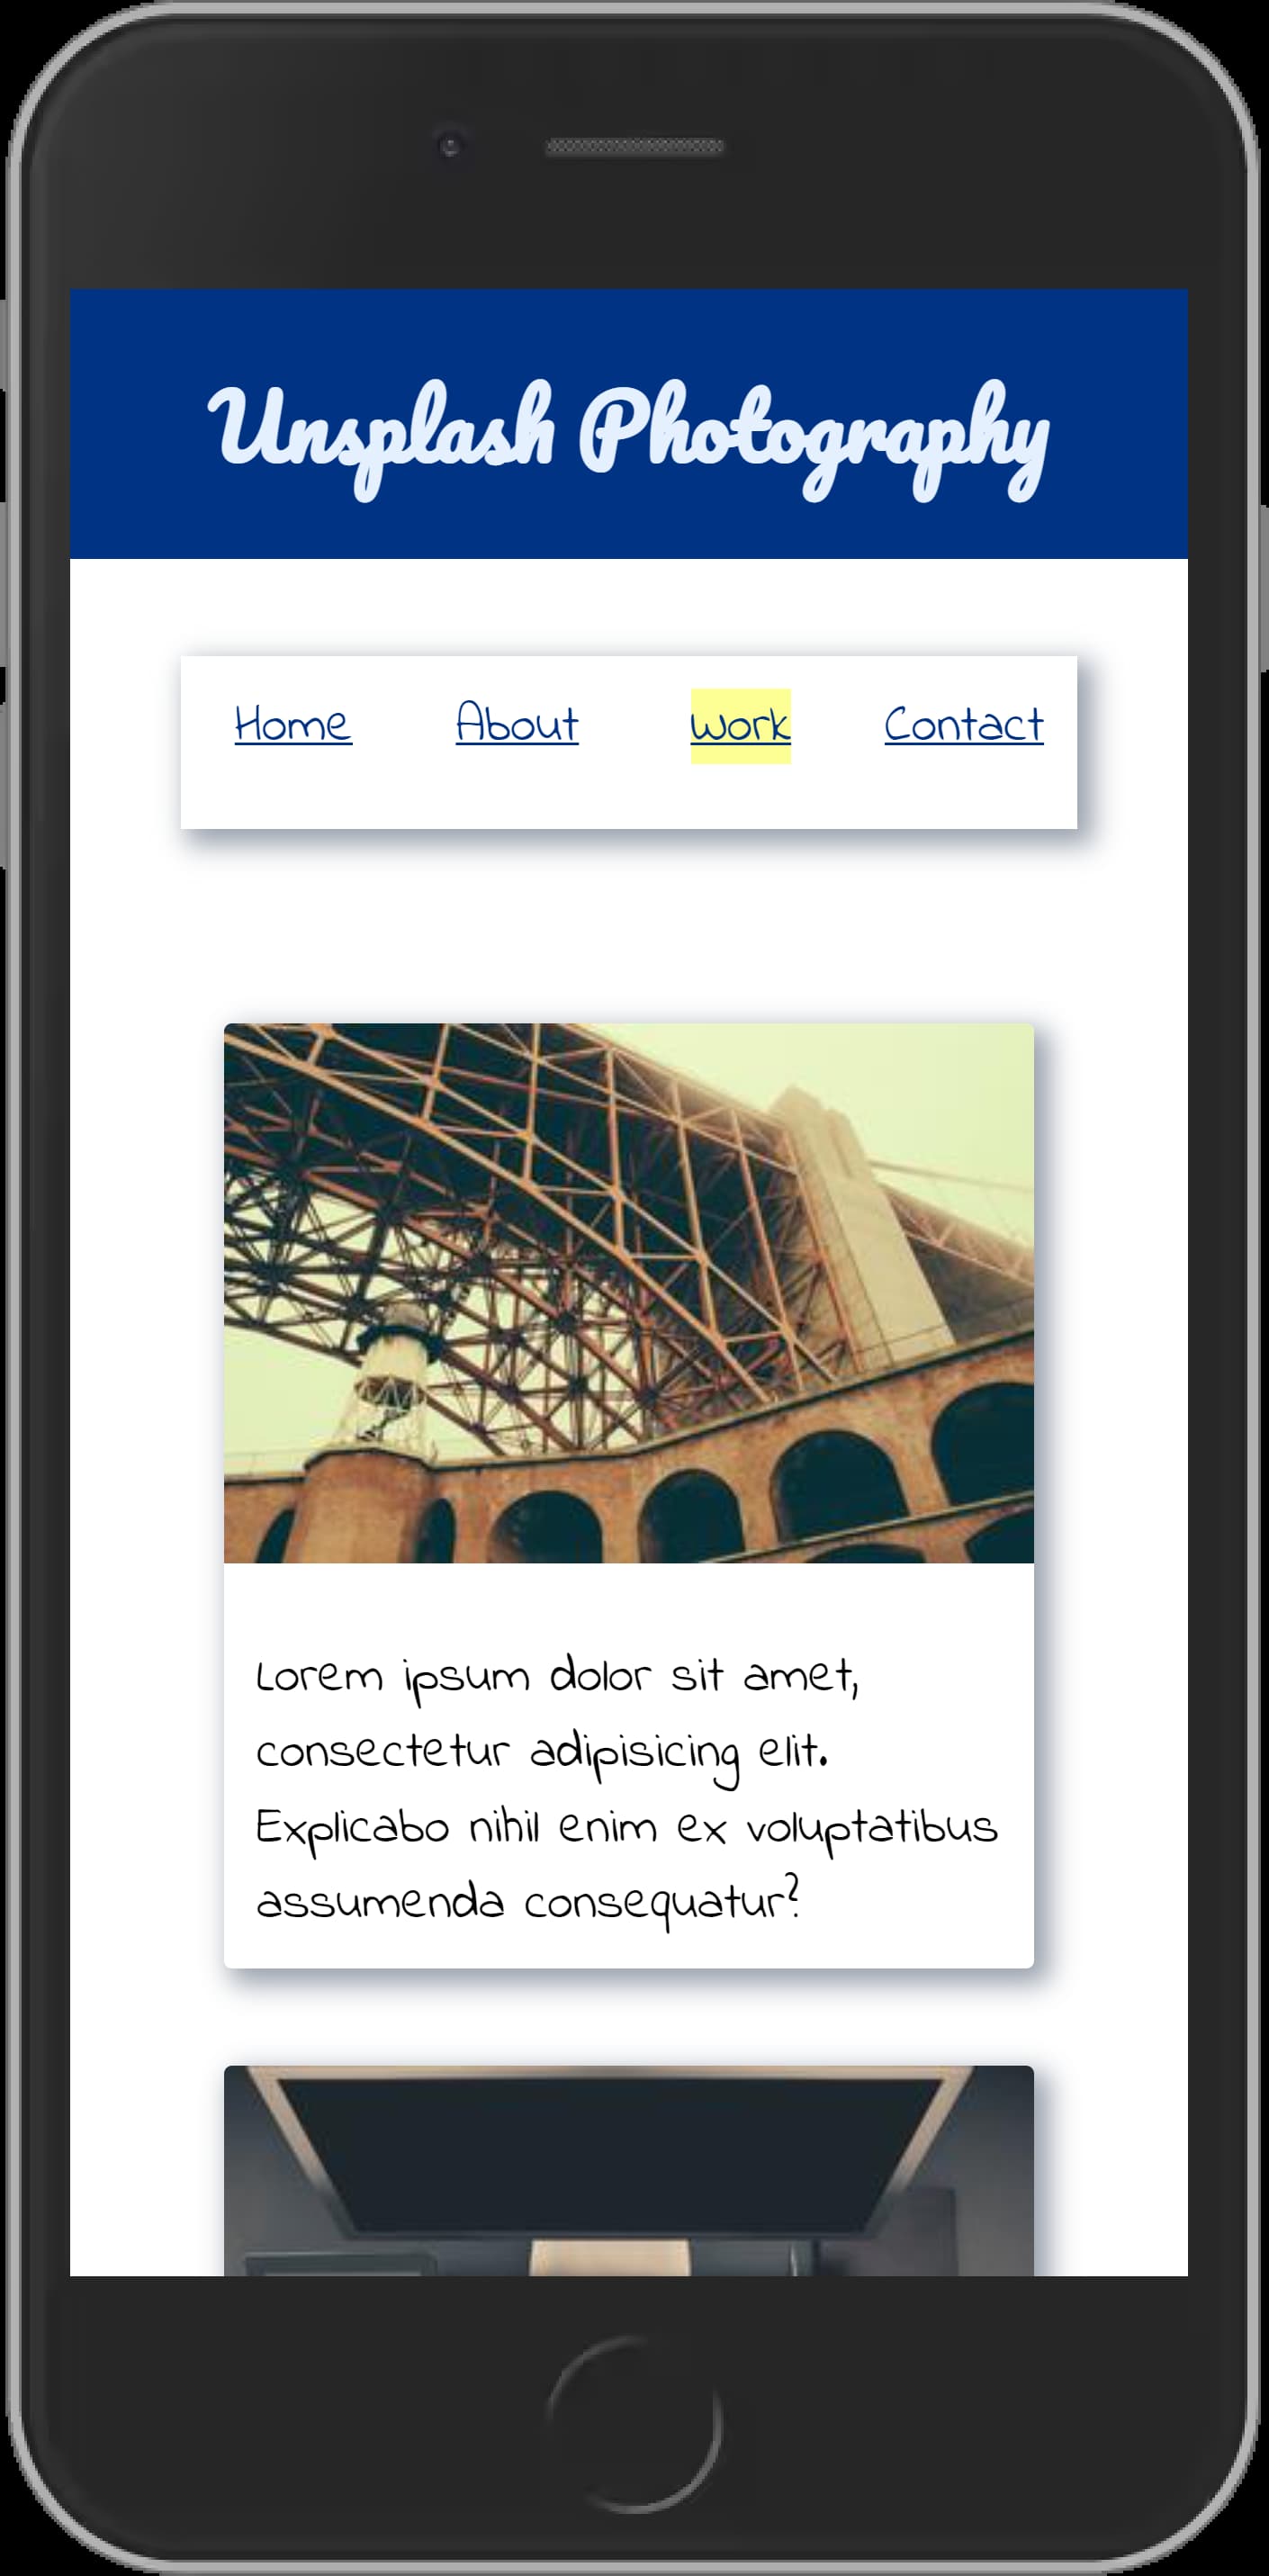 Unsplash Photography
Home About Work Contact
Lorem ipsum dolor sit amet,
consectetur adipisicing elit.
Explicabo nihil enim ex voluptatibus
assumenda consequatur?